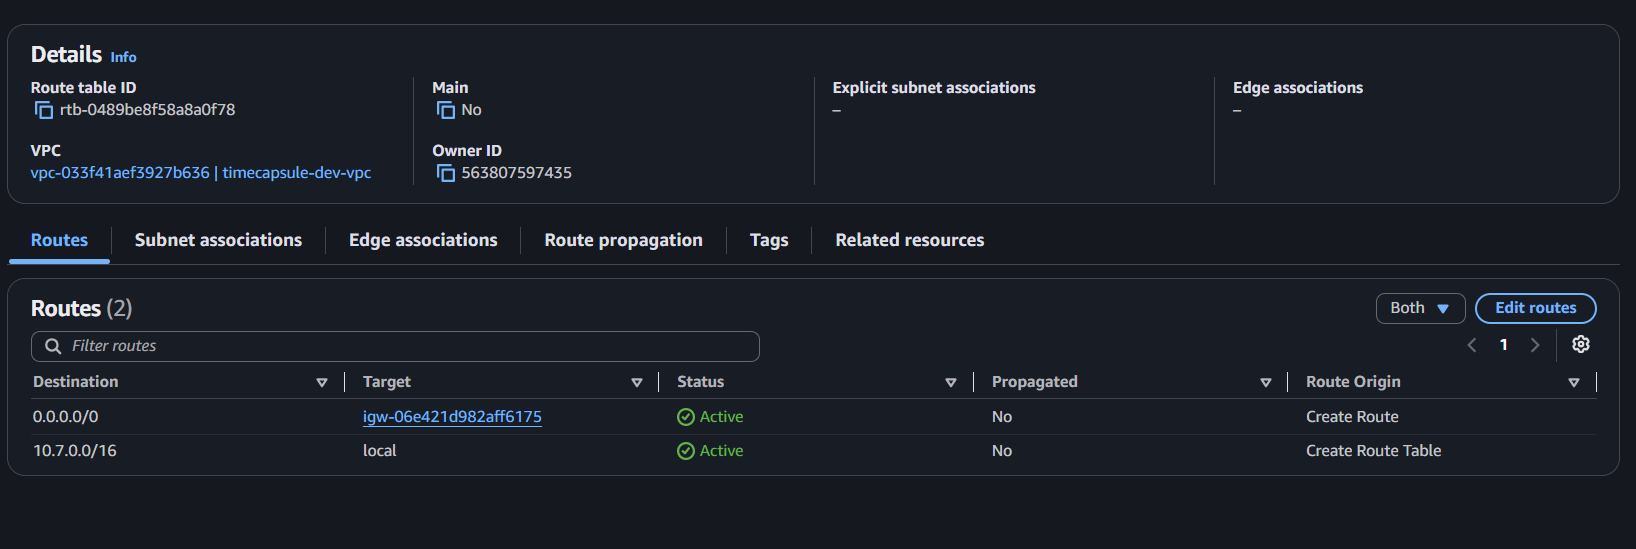 Details Info
Route table ID
rtb-0489be8f58a8a0f78
Main
No
Explicit subnet associations
–
Edge associations
–
VPC
vpc-033f41aef3927b636 | timecapsule-dev-vpc
Owner ID
563807597435
Routes
Subnet associations
Edge associations
Route propagation
Tags
Related resources
Routes (2)
Both
Edit routes
Filter routes
1
Destination Target Status Propagated Route Origin
0.0.0.0/0 igw-06e421d982aff6175 Active No Create Route
10.7.0.0/16 local Active No Create Route Table